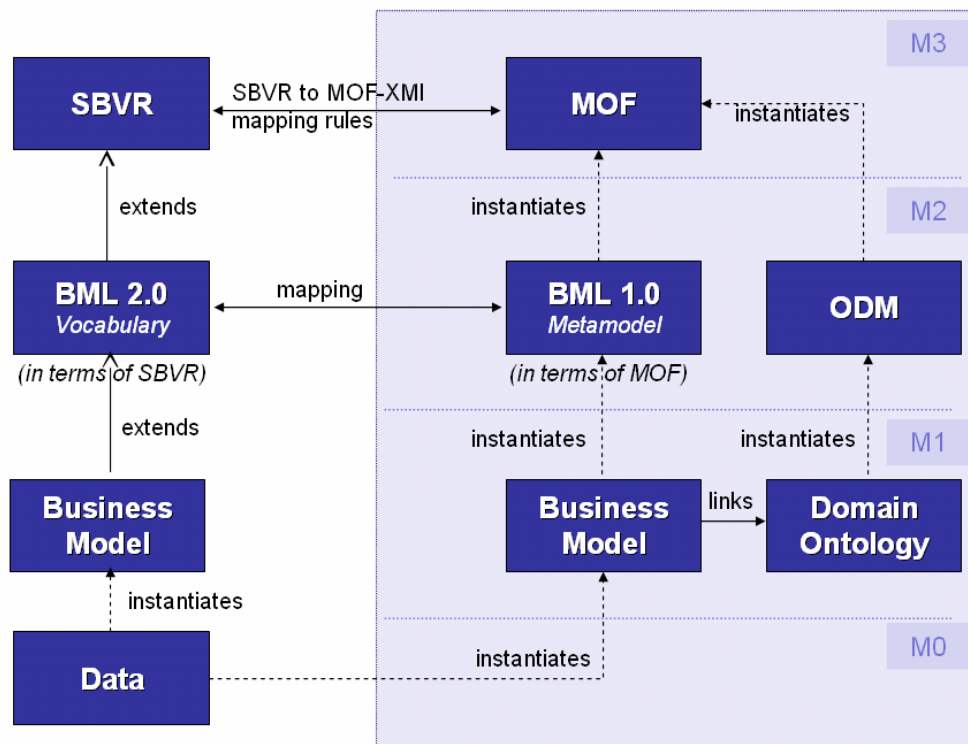 M3
SBVR
SBVR to MOF-XMI
mapping rules
MOF
instantiates
extends
instantiates
M2
BML 2.0
Vocabulary
mapping
BML 1.0
Metamodel
ODM
(in terms of SBVR)
(in terms of MOF)
extends
instantiates
instantiates
M1
Business
Model
Business
Model
links
Domain
Ontology
instantiates
Data
instantiates
M0